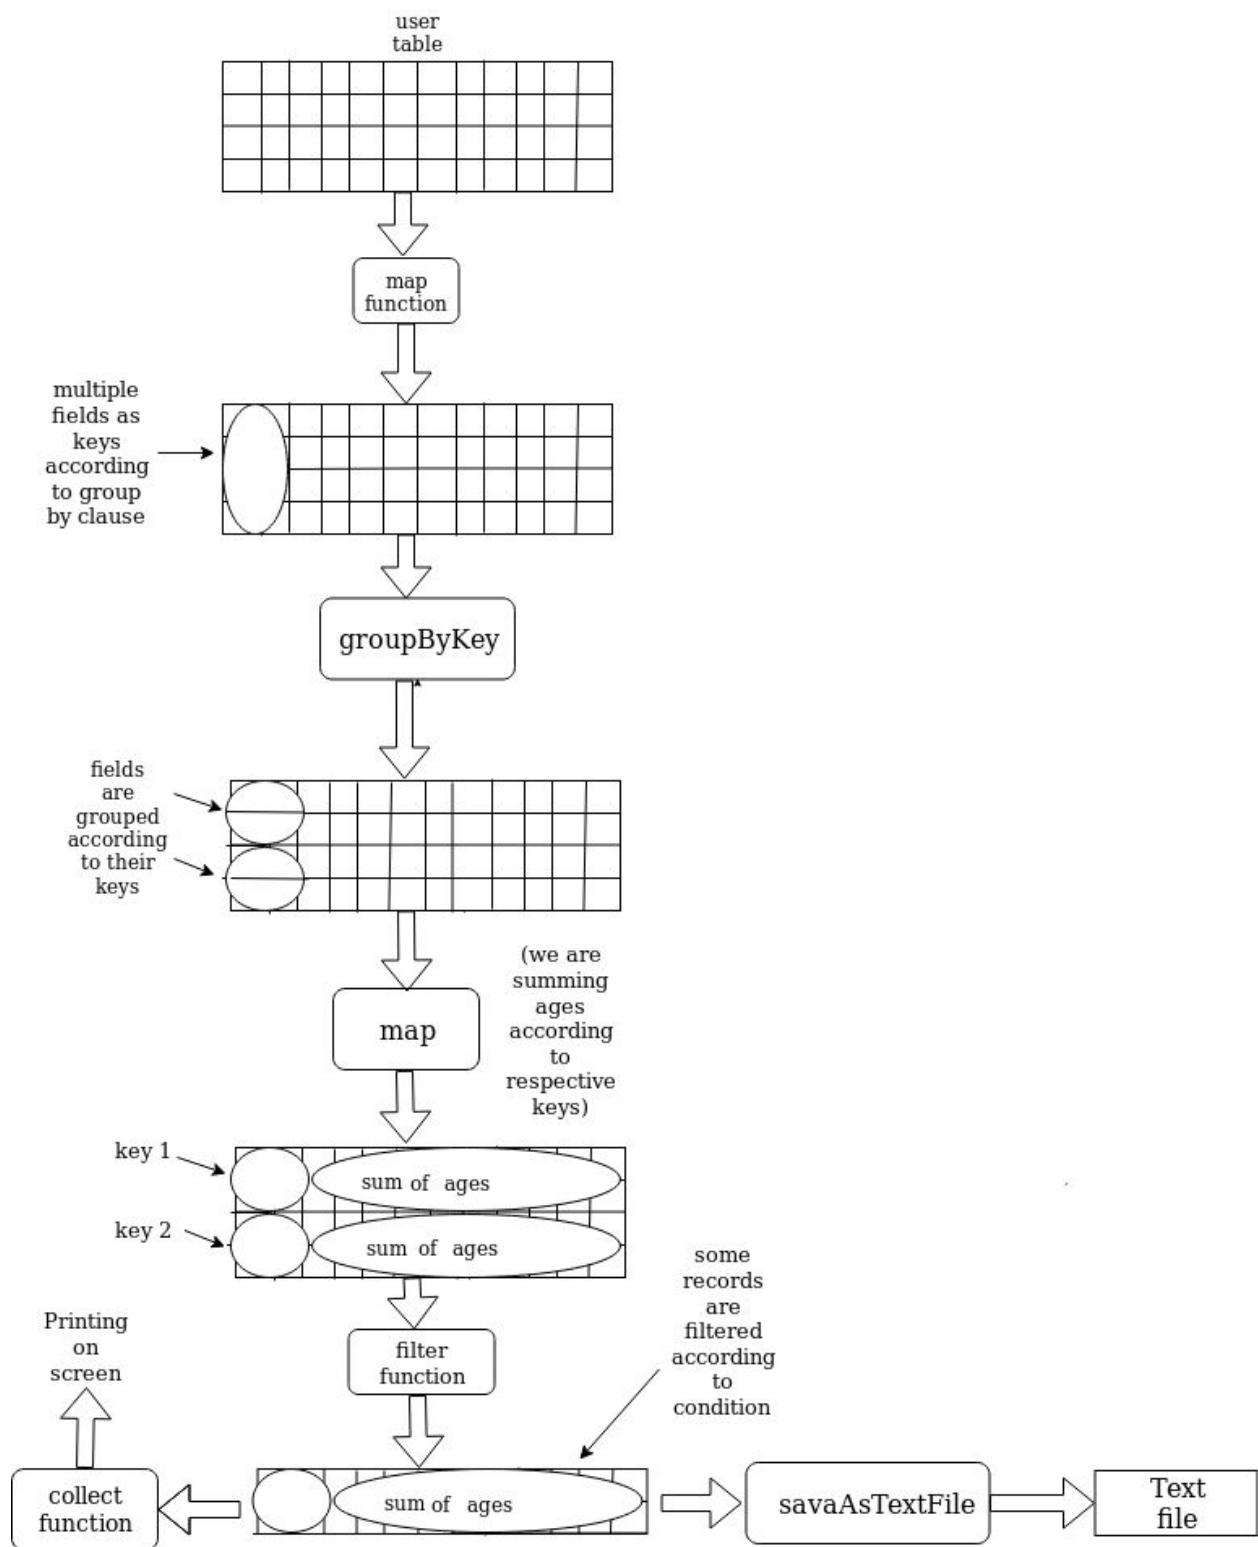 user
table
map
function
multiple
fields as
keys
according
to group
by clause
groupByKey
fields
are
grouped
according
to their
keys
(we are
summing
ages
according
to
respective
keys)
map
key 1
sum of ages
key 2
sum of ages
some
records
are
filtered
according
to
condition
Printing
on
screen
filter
function
collect
function
sum of ages
savaAsTextFile
Text
file